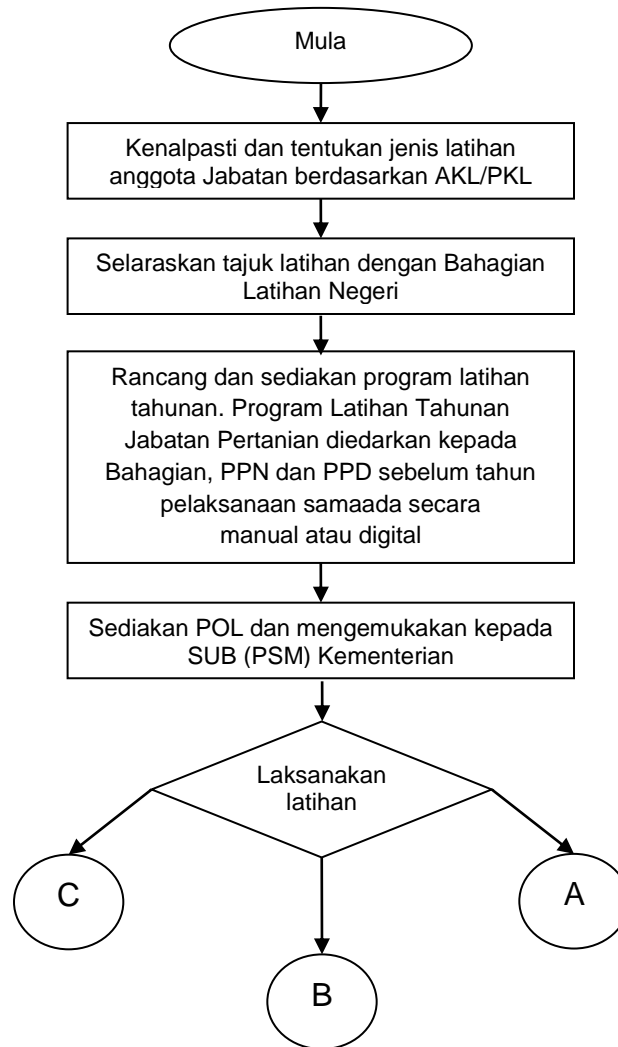 Mula
Kenalpasti dan tentukan jenis latihan
anggota Jabatan berdasarkan AKL/PKL
Selaraskan tajuk latihan dengan Bahagian
Latihan Negeri
Rancang dan sediakan program latihan
tahunan. Program Latihan Tahunan
Jabatan Pertanian diedarkan kepada
Bahagian, PPN dan PPD sebelum tahun
pelaksanaan samaada secara
manual atau digital
Sediakan POL dan mengemukakan kepada
SUB (PSM) Kementerian
Laksanakan
latihan
C
A
B